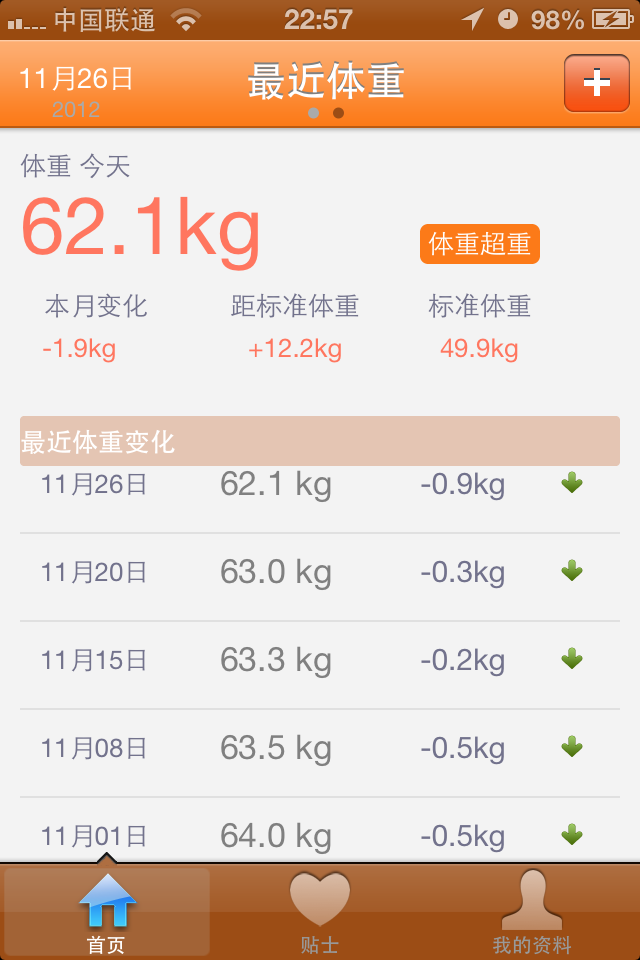 中国联通 22:57 98%
11月26日 最近体重
2012
体重 今天
62.1kg 体重超重
本月变化 距标准体重 标准体重
-1.9kg +12.2kg 49.9kg
最近体重变化
11月26日 62.1 kg -0.9kg
11月20日 63.0 kg -0.3kg
11月15日 63.3 kg -0.2kg
11月08日 63.5 kg -0.5kg
11月01日 64.0 kg -0.5kg
首页 贴士 我的资料